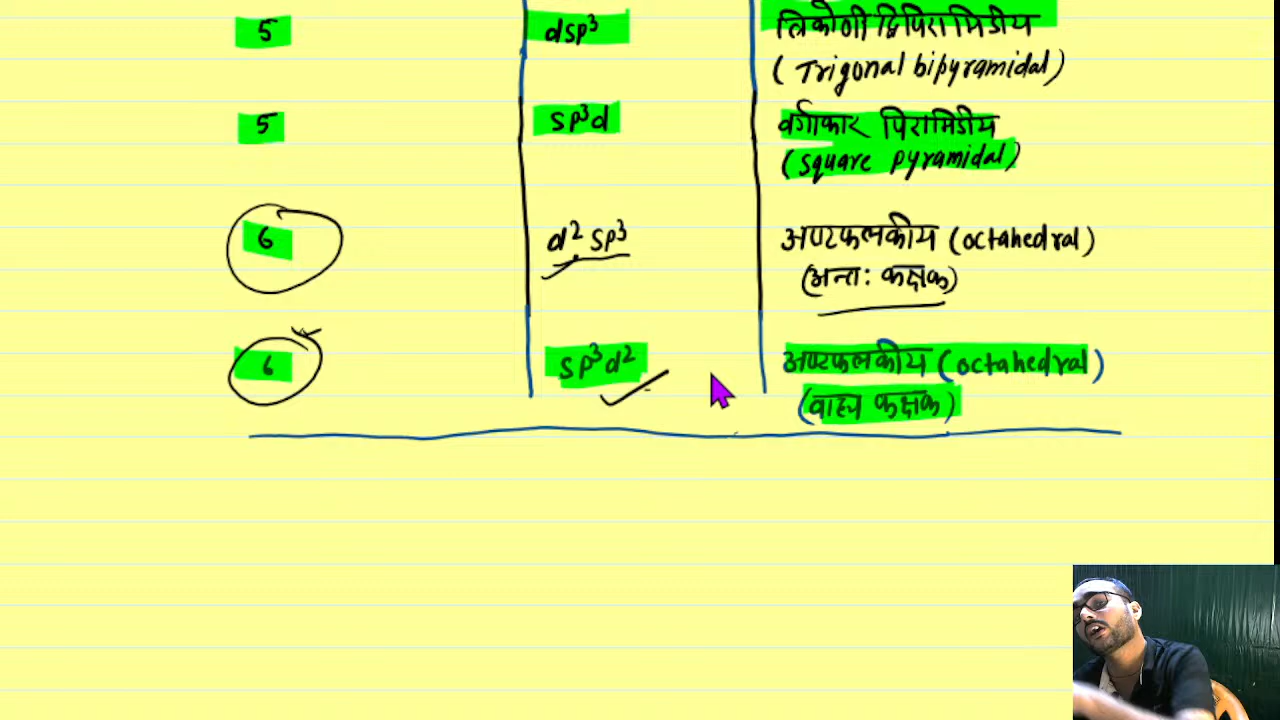 5 dsp³ त्रिकोणी द्विपिरामिडीय
(Trigonal bipyramidal)
5 sp³d वर्गाकार पिरामिडीय
(square pyramidal)
6 d²sp³ अष्टफलकीय (octahedral)
(अन्त: कक्षक)
6 sp³d² अष्टफलकीय (octahedral)
(वाह्य कक्षक)